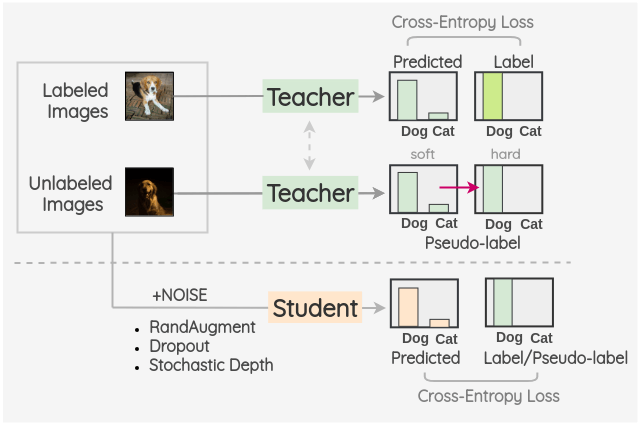 Cross-Entropy Loss
Predicted Label
Labeled
Images
Teacher
Dog Cat Dog Cat
soft hard
Unlabeled
Images
Teacher
Dog Cat Dog Cat
Pseudo-label
+NOISE
Student
• RandAugment
• Dropout
• Stochastic Depth
Dog Cat Dog Cat
Predicted Label/Pseudo-label
Cross-Entropy Loss